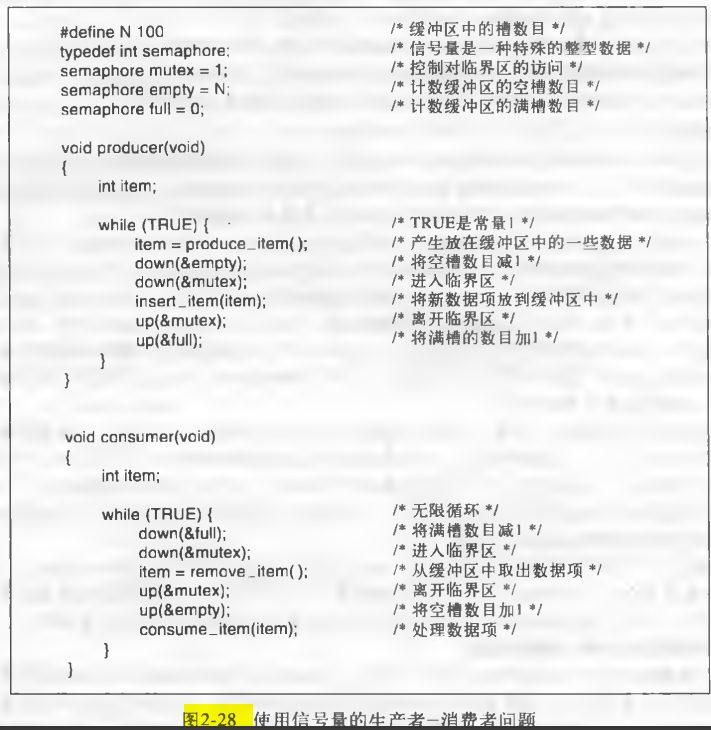 #define N 100 /* 缓冲区中的槽数目 */
typedef int semaphore; /* 信号量是一种特殊的整型数据 */
semaphore mutex = 1; /* 控制对临界区的访问 */
semaphore empty = N; /* 计数缓冲区的空槽数目 */
semaphore full = 0; /* 计数缓冲区的满槽数目 */
void producer(void)
{
int item;
while (TRUE) { /* TRUE是常量1 */
item = produce_item( ); /* 产生放在缓冲区中的一些数据 */
down(&empty); /* 将空槽数目减1 */
down(&mutex); /* 进入临界区 */
insert_item(item); /* 将新数据项放到缓冲区中 */
up(&mutex); /* 离开临界区 */
up(&full); /* 将满槽的数目加1 */
}
}
void consumer(void)
{
int item;
while (TRUE) { /* 无限循环 */
down(&full); /* 将满槽数目减1 */
down(&mutex); /* 进入临界区 */
item = remove_item( ); /* 从缓冲区中取出数据项 */
up(&mutex); /* 离开临界区 */
up(&empty); /* 将空槽数目加1 */
consume_item(item); /* 处理数据项 */
}
}
图2-28 使用信号量的生产者-消费者问题